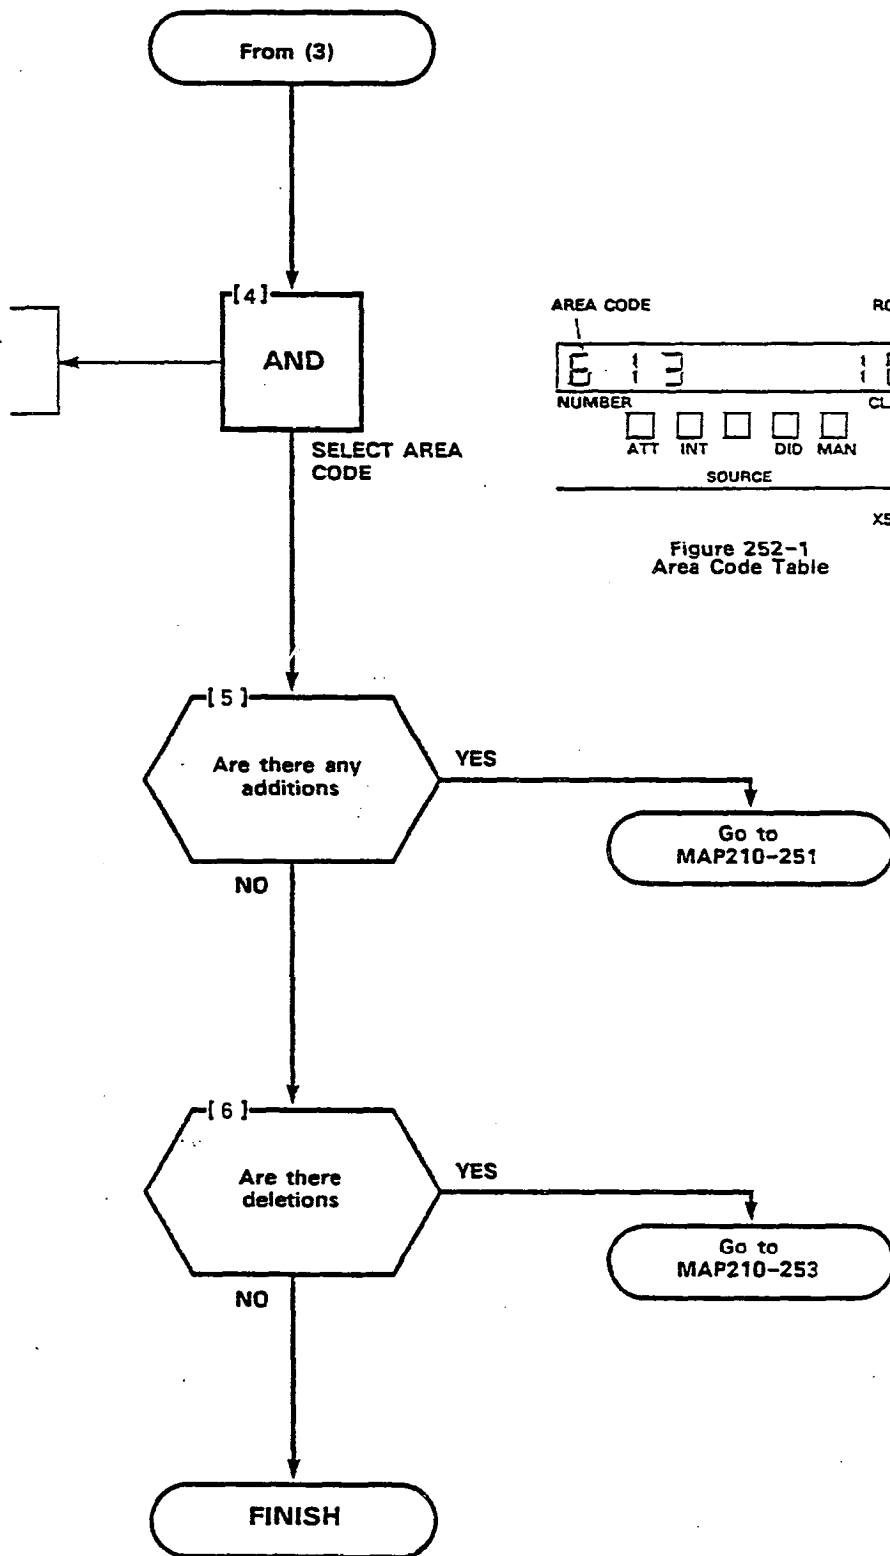 From (3)
[4]
AND
SELECT AREA
CODE
AREA CODE
613
NUMBER
ATT INT DID MAN
SOURCE
Figure 252-1
Area Code Table
[5]
Are there any
additions
YES
Go to
MAP210-251
NO
[6]
Are there
deletions
YES
Go to
MAP210-253
NO
FINISH